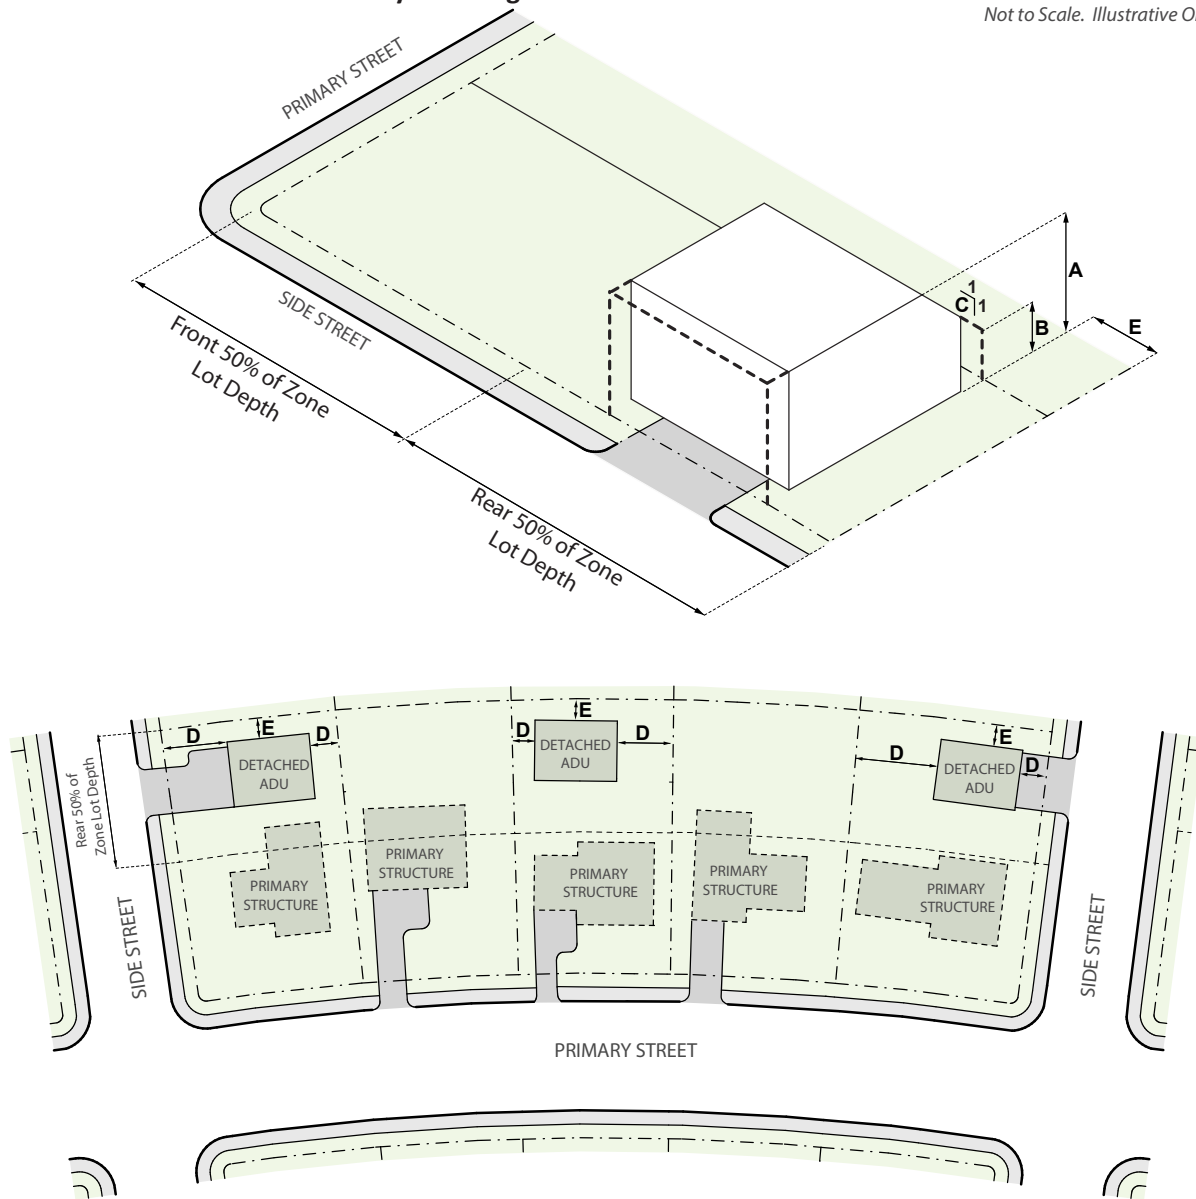 Not to Scale. Illustrative O
PRIMARY STREET
SIDE STREET
Front 50% of Zone
Lot Depth
Rear 50% of Zone
Lot Depth
A
1
C 1
B
E
D
E
D
D
E
D
D
E
D
Rear 50% of
Zone Lot Depth
DETACHED
ADU
DETACHED
ADU
DETACHED
ADU
PRIMARY
STRUCTURE
PRIMARY
STRUCTURE
PRIMARY
STRUCTURE
PRIMARY
STRUCTURE
PRIMARY
STRUCTURE
SIDE STREET
SIDE STREET
PRIMARY STREET